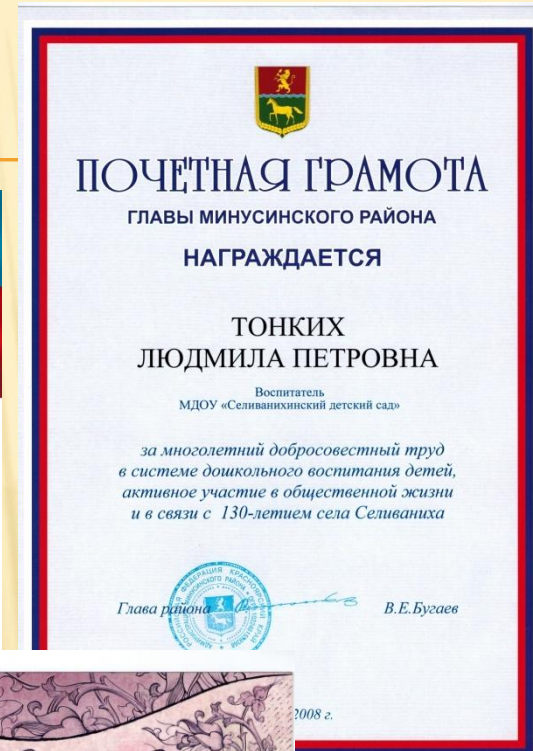 ПОЧЕТНАЯ ГРАМОТА
ГЛАВЫ МИНУСИНСКОГО РАЙОНА
НАГРАЖДАЕТСЯ
ТОНКИХ
ЛЮДМИЛА ПЕТРОВНА
Воспитатель
МДОУ «Селиванихинский детский сад»
за многолетний добросовестный труд
в системе дошкольного воспитания детей,
активное участие в общественной жизни
и в связи с 130-летием села Селиваниха
Глава района В.Е.Бугаев
2008 г.